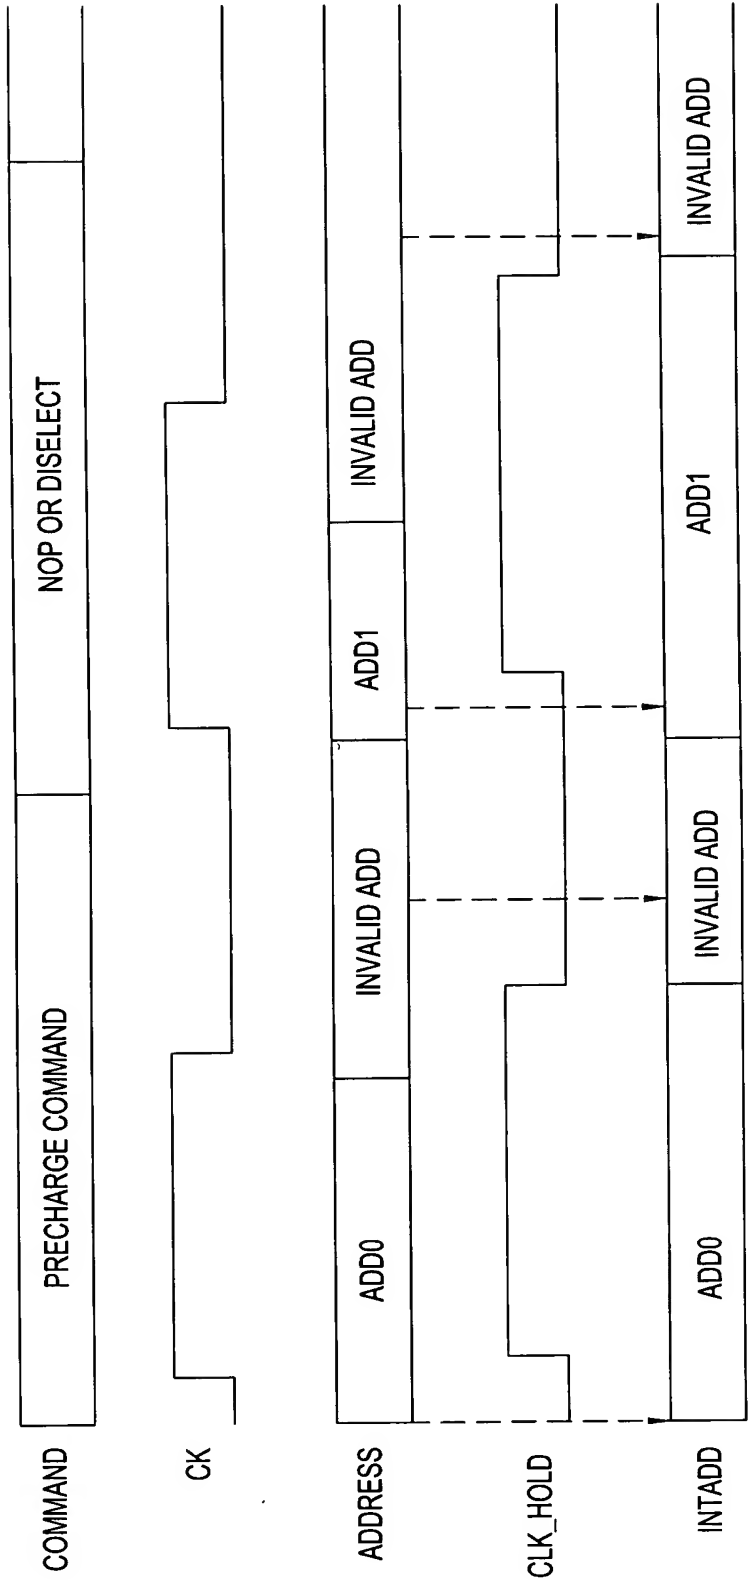 COMMAND
PRECHARGE COMMAND
NOP OR DISELECT
CK
ADDRESS
ADD0
INVALID ADD
ADD1
INVALID ADD
CLK_HOLD
INTADD
ADD0
INVALID ADD
ADD1
INVALID ADD